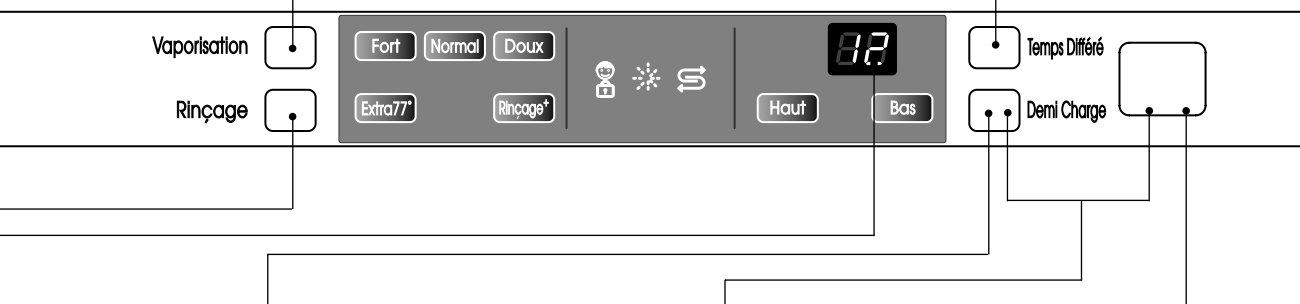 Vaporisation
Fort Normal Doux
12.
Temps Différé
Rinçage
Extra77° Rinçage+
Haut Bas
Demi Charge